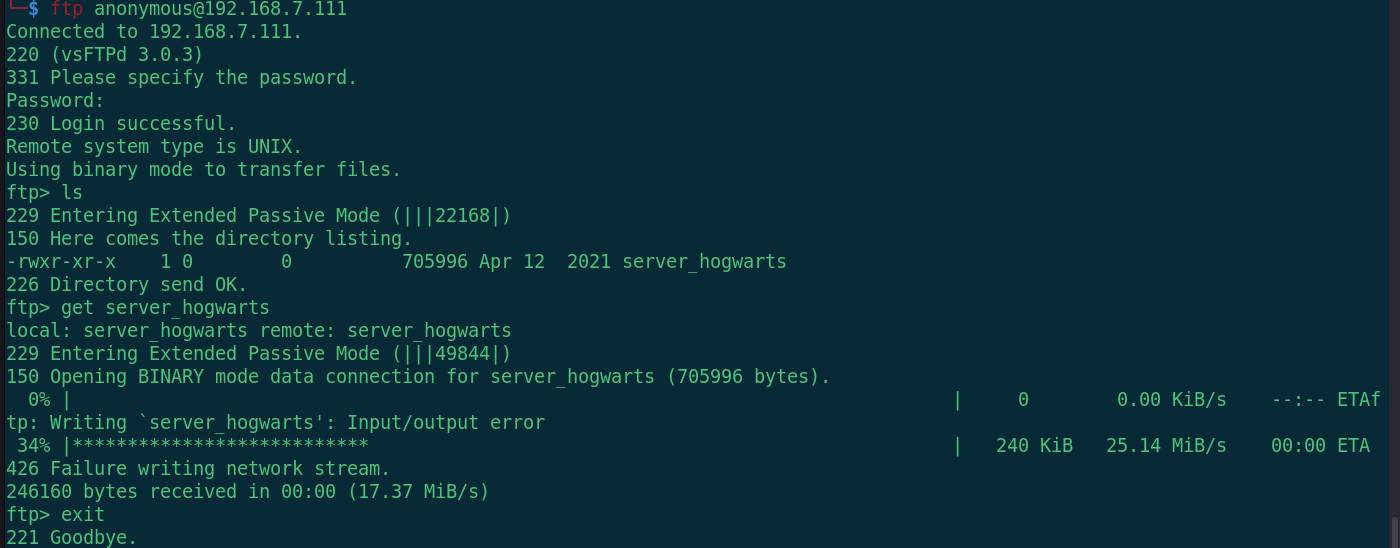 └─$ ftp anonymous@192.168.7.111
Connected to 192.168.7.111.
220 (vsFTPd 3.0.3)
331 Please specify the password.
Password:
230 Login successful.
Remote system type is UNIX.
Using binary mode to transfer files.
ftp> ls
229 Entering Extended Passive Mode (|||22168|)
150 Here comes the directory listing.
-rwxr-xr-x    1 0        0          705996 Apr 12  2021 server_hogwarts
226 Directory send OK.
ftp> get server_hogwarts
local: server_hogwarts remote: server_hogwarts
229 Entering Extended Passive Mode (|||49844|)
150 Opening BINARY mode data connection for server_hogwarts (705996 bytes).
  0% |                                                                                |     0        0.00 KiB/s    --:-- ETAf
tp: Writing `server_hogwarts': Input/output error
 34% |***************************                                                     |   240 KiB   25.14 MiB/s    00:00 ETA
426 Failure writing network stream.
246160 bytes received in 00:00 (17.37 MiB/s)
ftp> exit
221 Goodbye.